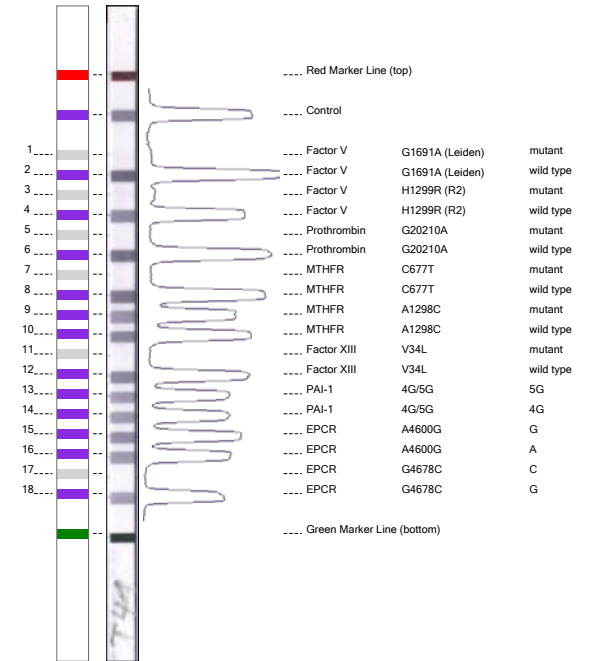 Red Marker Line (top)
Control
1 Factor V G1691A (Leiden) mutant
2 Factor V G1691A (Leiden) wild type
3 Factor V H1299R (R2) mutant
4 Factor V H1299R (R2) wild type
5 Prothrombin G20210A mutant
6 Prothrombin G20210A wild type
7 MTHFR C677T mutant
8 MTHFR C677T wild type
9 MTHFR A1298C mutant
10 MTHFR A1298C wild type
11 Factor XIII V34L mutant
12 Factor XIII V34L wild type
13 PAI-1 4G/5G 5G
14 PAI-1 4G/5G 4G
15 EPCR A4600G G
16 EPCR A4600G A
17 EPCR G4678C C
18 EPCR G4678C G
Green Marker Line (bottom)